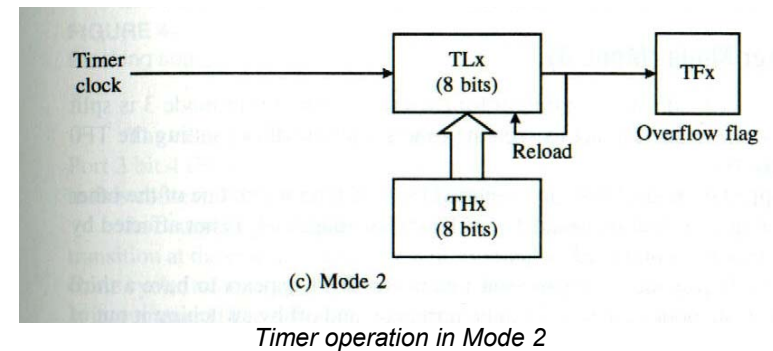 Timer
clock
TLx
(8 bits)
TFx
Reload
Overflow flag
THx
(8 bits)
(c) Mode 2
Timer operation in Mode 2